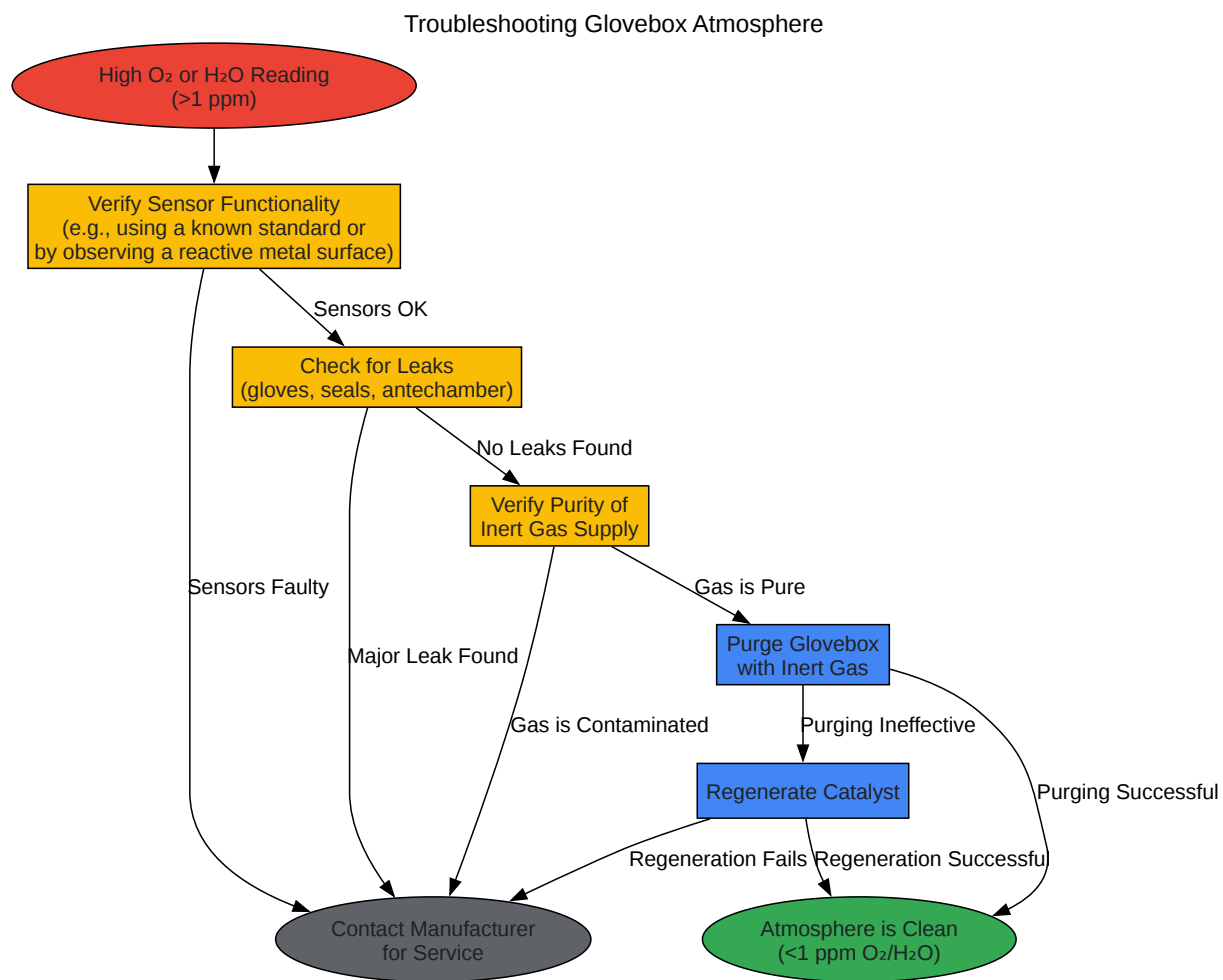 Troubleshooting Glovebox Atmosphere
High O₂ or H₂O Reading
(>1 ppm)
Verify Sensor Functionality
(e.g., using a known standard or
by observing a reactive metal surface)
Sensors OK
Check for Leaks
(gloves, seals, antechamber)
No Leaks Found
Verify Purity of
Inert Gas Supply
Sensors Faulty
Gas is Pure
Major Leak Found
Purge Glovebox
with Inert Gas
Gas is Contaminated
Purging Ineffective
Regenerate Catalyst
Purging Successful
Regeneration Fails
Regeneration Successful
Contact Manufacturer
for Service
Atmosphere is Clean
(<1 ppm O₂/H₂O)